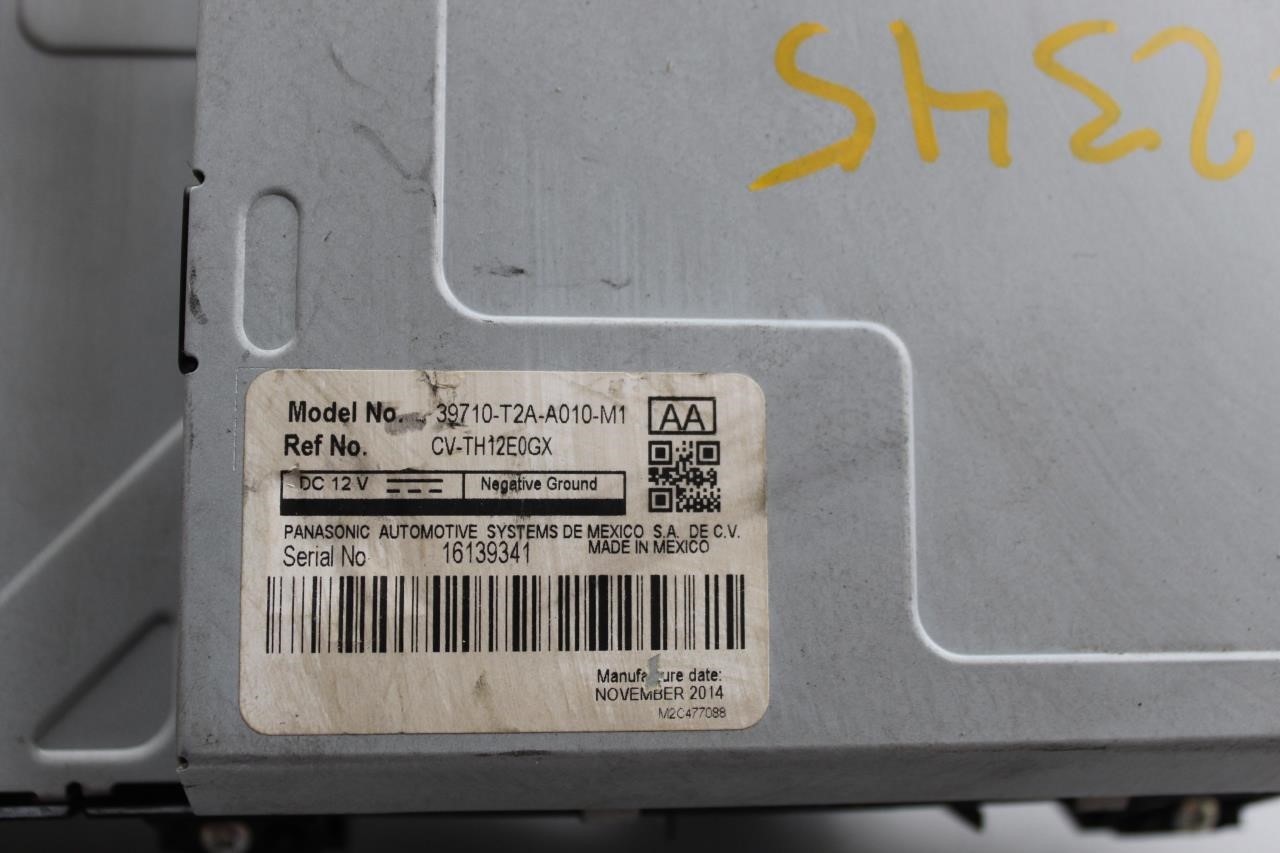 2345
Model No. 39710-T2A-A010-M1
AA
Ref No. CV-TH12E0GX
DC 12 V Negative Ground
PANASONIC AUTOMOTIVE SYSTEMS DE MEXICO S.A. DE C.V.
Serial No 16139341 MADE IN MEXICO
Manufacture date:
NOVEMBER 2014
M2C477088